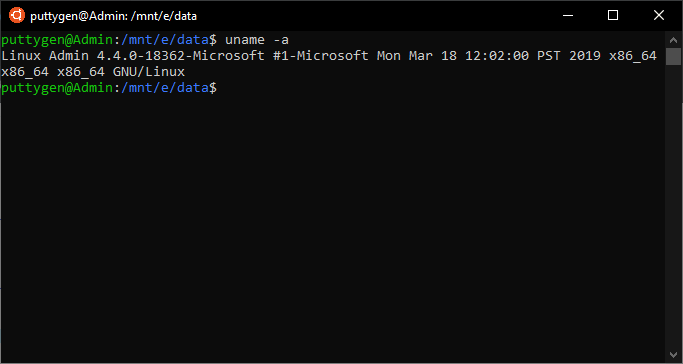 puttygen@Admin: /mnt/e/data
puttygen@Admin:/mnt/e/data$ uname -a
Linux Admin 4.4.0-18362-Microsoft #1-Microsoft Mon Mar 18 12:02:00 PST 2019 x86_64
x86_64 x86_64 GNU/Linux
puttygen@Admin:/mnt/e/data$